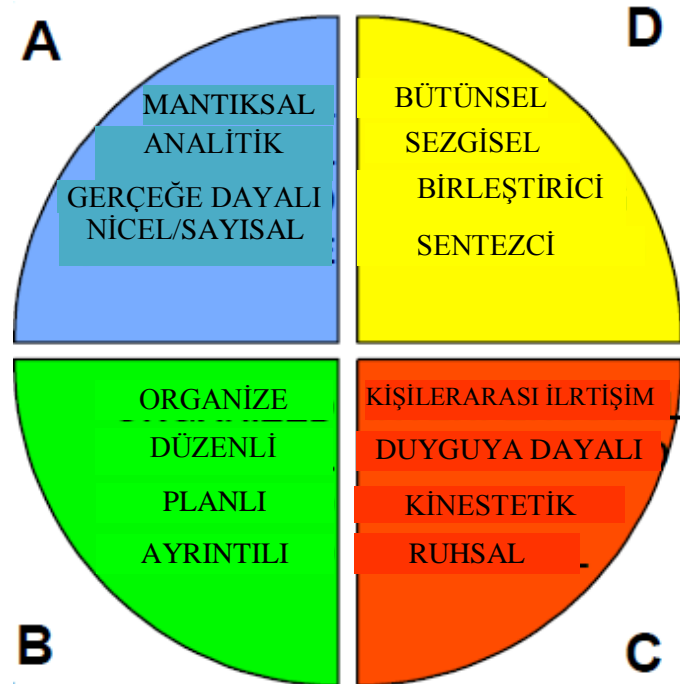 A
MANTIKSAL
ANALİTİK
GERÇEĞE DAYALI
NİCEL/SAYISAL
D
BÜTÜNSEL
SEZGİSEL
BİRLEŞTİRİCİ
SENTEZCİ
ORGANİZE
DÜZENLİ
PLANLI
AYRINTILI
B
KİŞİLERARASI İLRTİŞİM
DUYGUYA DAYALI
KİNESTETİK
RUHSAL
C